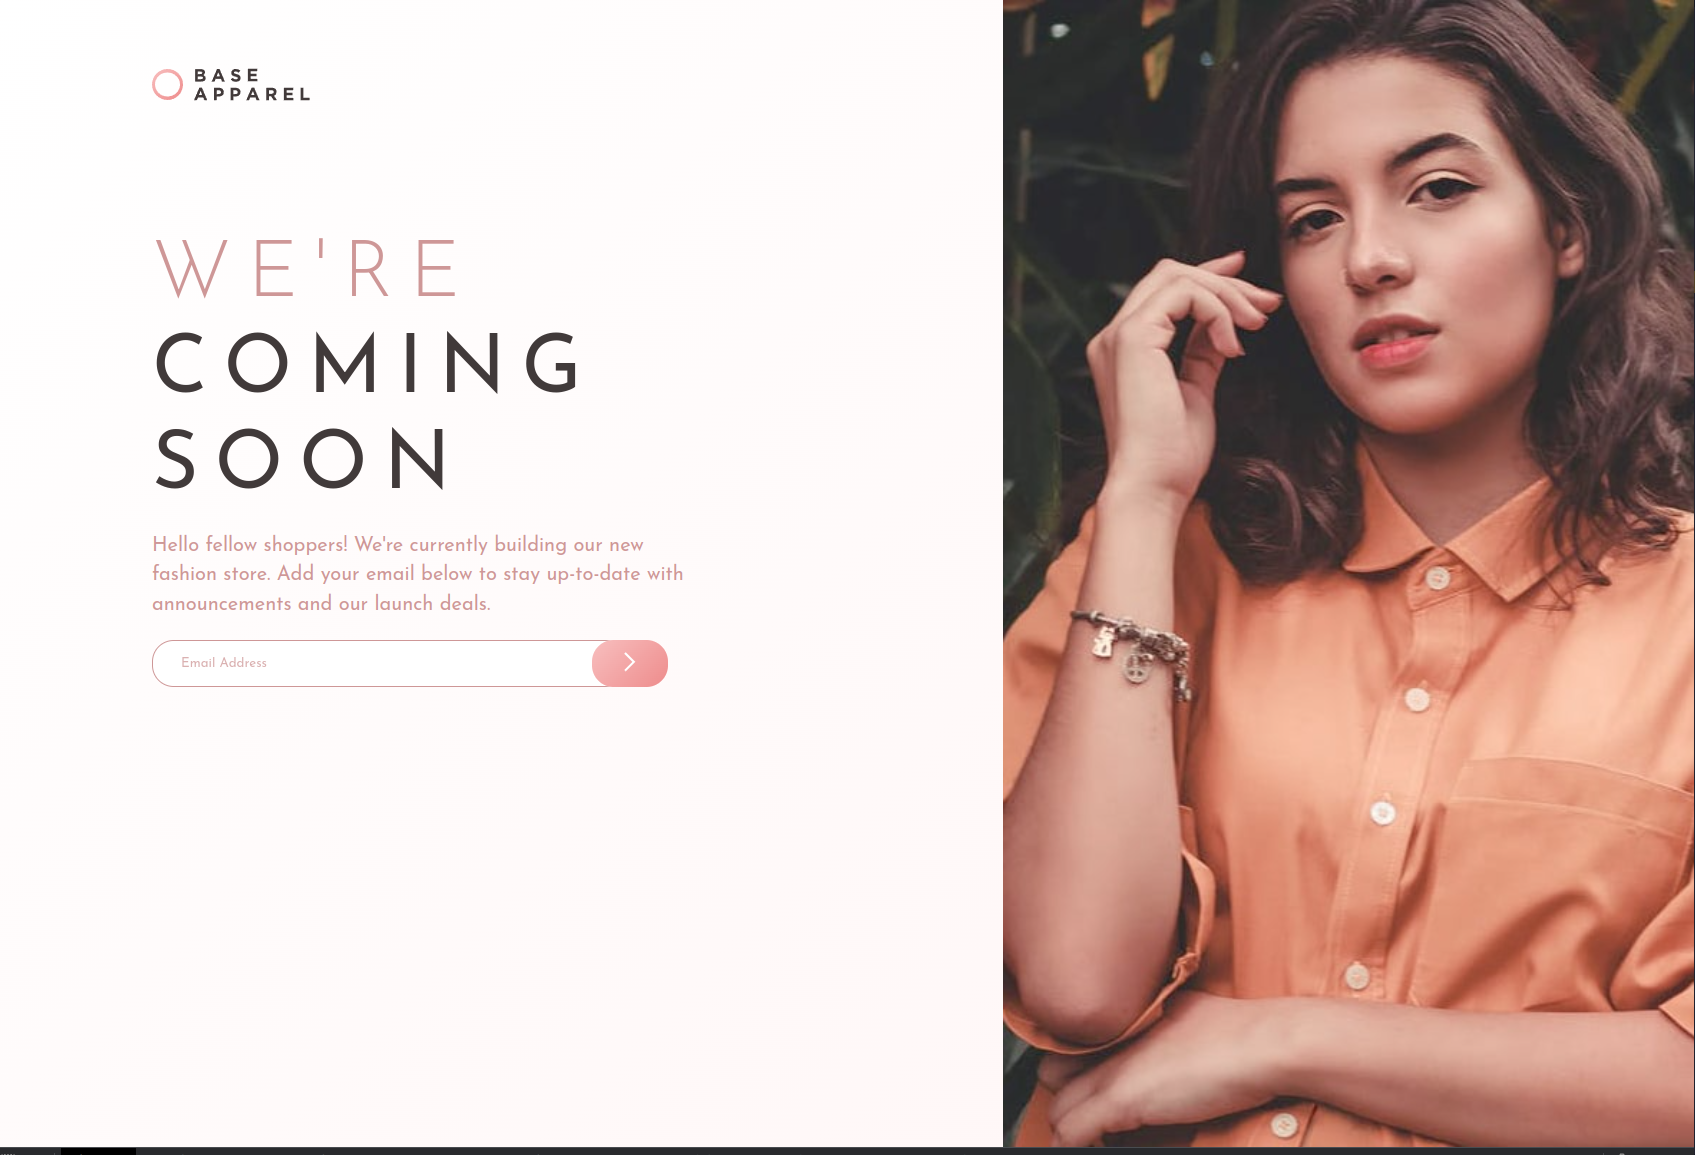 BASE
APPAREL
WE'RE
COMING
SOON
Hello fellow shoppers! We're currently building our new
fashion store. Add your email below to stay up-to-date with
announcements and our launch deals.
Email Address